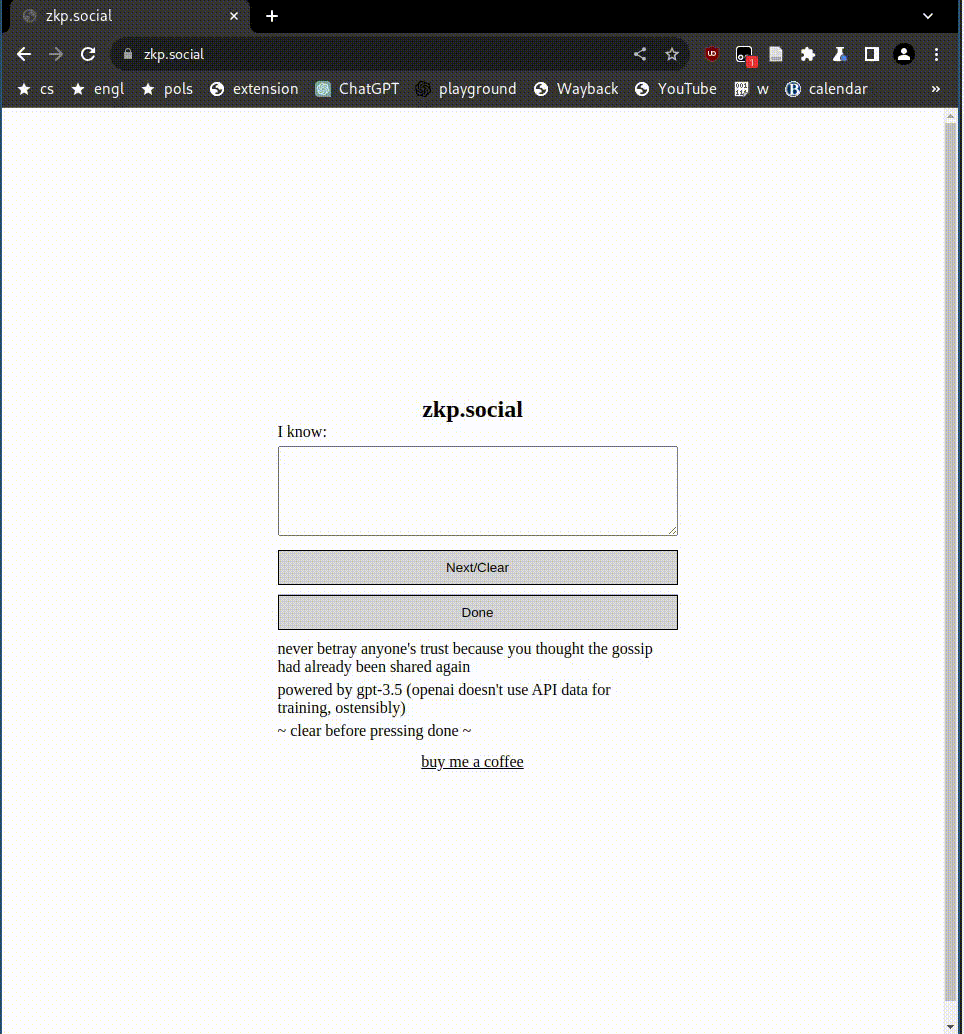 zkp.social
zkp.social
1
cs engl pols extension ChatGPT playground Wayback YouTube w calendar »
zkp.social
I know:
Next/Clear
Done
never betray anyone's trust because you thought the gossip
had already been shared again
powered by gpt-3.5 (openai doesn't use API data for
training, ostensibly)
~ clear before pressing done ~
buy me a coffee